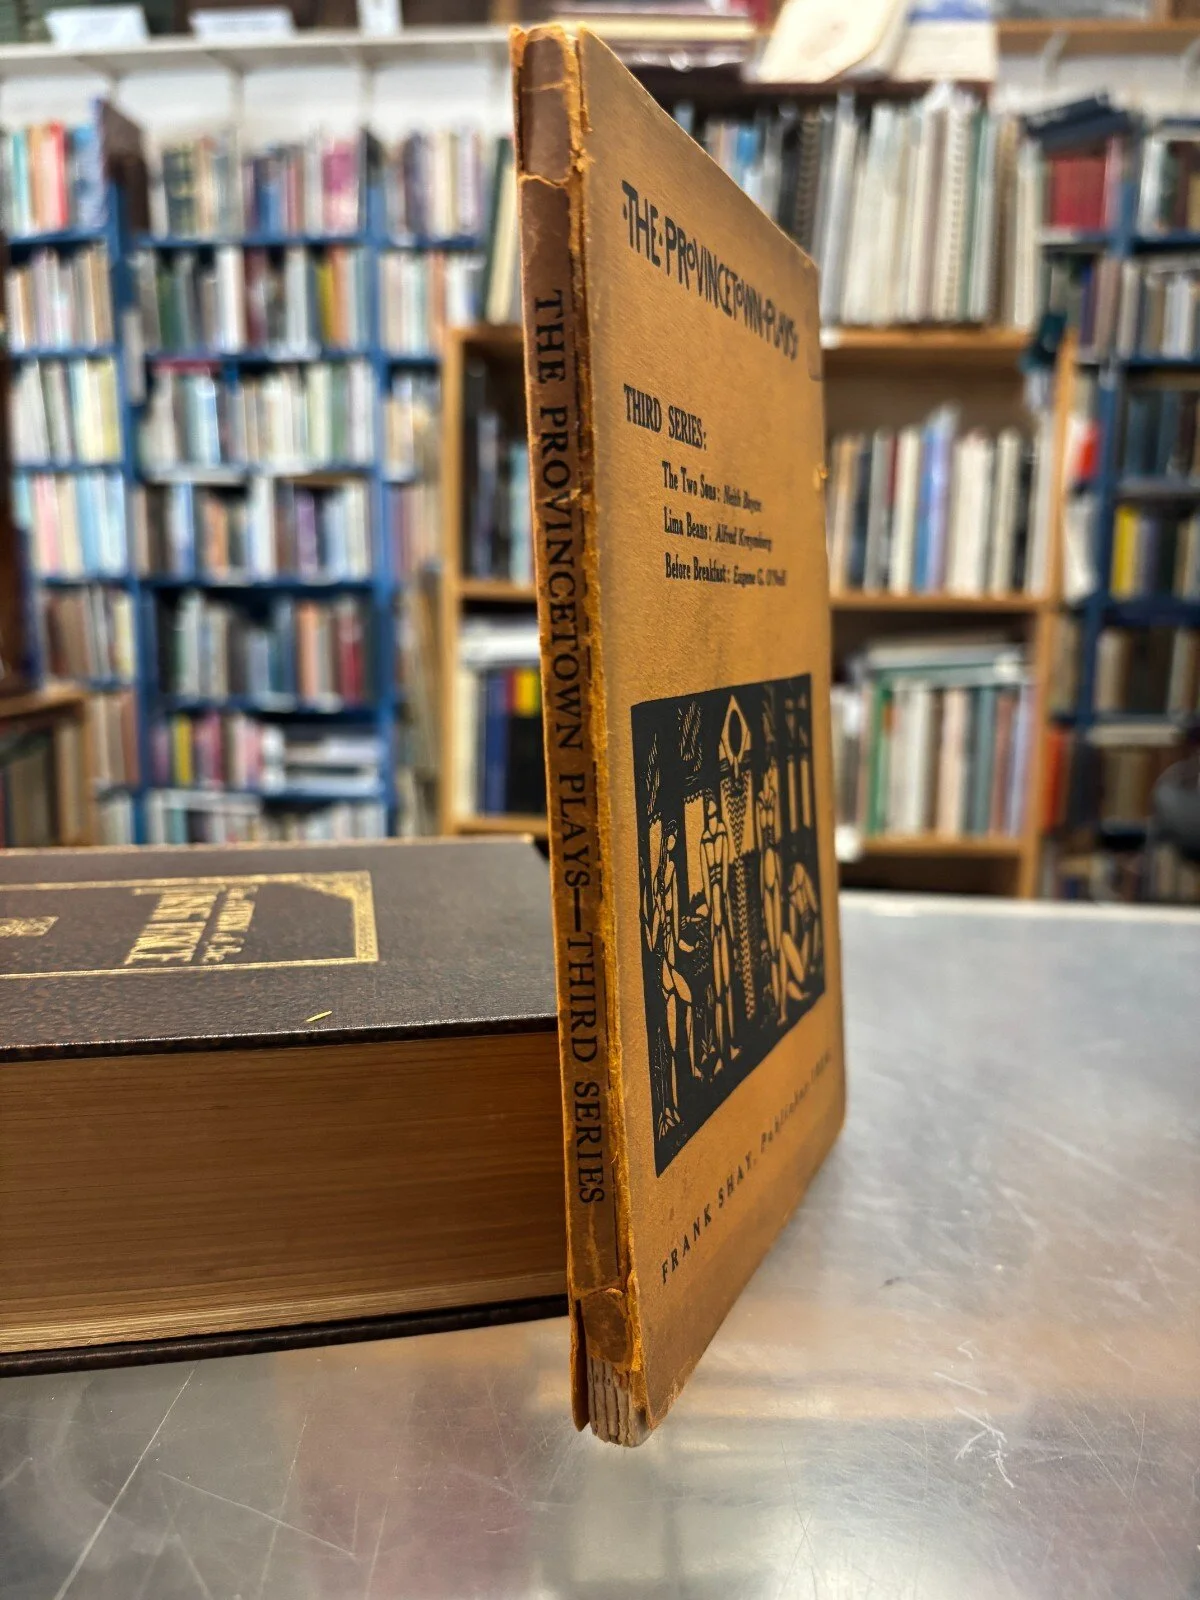 THE PROVINCETOWN PLAYS—THIRD SERIES
·THE·PROVINCETOWN·PLAYS·
THIRD SERIES:
The Two Sons: Neith Boyce
Lima Beans: Alfred Kreymborg
Before Breakfast: Eugene G. O'Neill
FRANK SHAY, Publisher